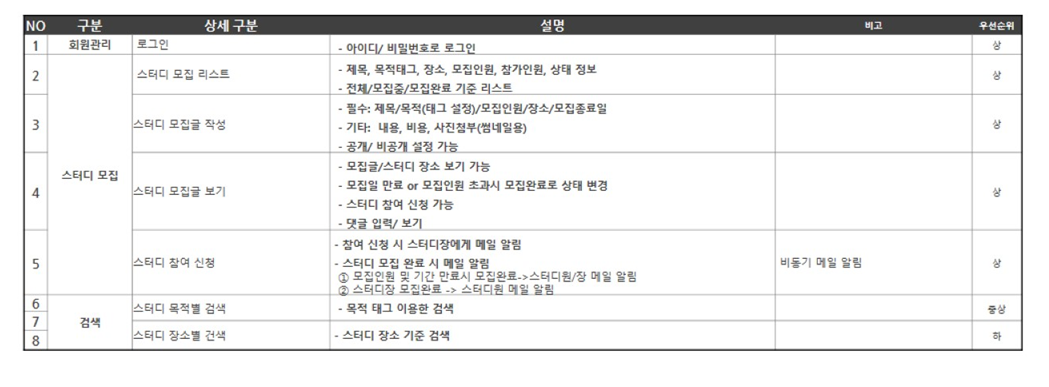 NO 구분 상세 구분 설명 비고 우선순위
1 회원관리 로그인 - 아이디/ 비밀번호로 로그인 상
2 스터디 모집 리스트 - 제목, 목적태그, 장소, 모집인원, 참가인원, 상태 정보 상
- 전체/모집중/모집완료 기준 리스트
- 필수: 제목/목적(태그 설정)/모집인원/장소/모집종료일
3 스터디 모집글 작성 - 기타: 내용, 비용, 사진첨부(썸네일용) 상
- 공개/ 비공개 설정 가능
스터디 모집
- 모집글/스터디 장소 보기 가능
- 모집일 만료 or 모집인원 초과시 모집완료로 상태 변경
4 스터디 모집글 보기 상
- 스터디 참여 신청 가능
- 댓글 입력/ 보기
- 참여 신청 시 스터디장에게 메일 알림
5 스터디 참여 신청 - 스터디 모집 완료 시 메일 알림 비동기 메일 알림 상
① 모집인원 및 기간 만료시 모집완료->스터디원/장 메일 알림
② 스터디장 모집완료 -> 스터디원 메일 알림
6 스터디 목적별 검색 - 목적 태그 이용한 검색 중상
7 검색
8 스터디 장소별 건색 - 스터디 장소 기준 검색 하